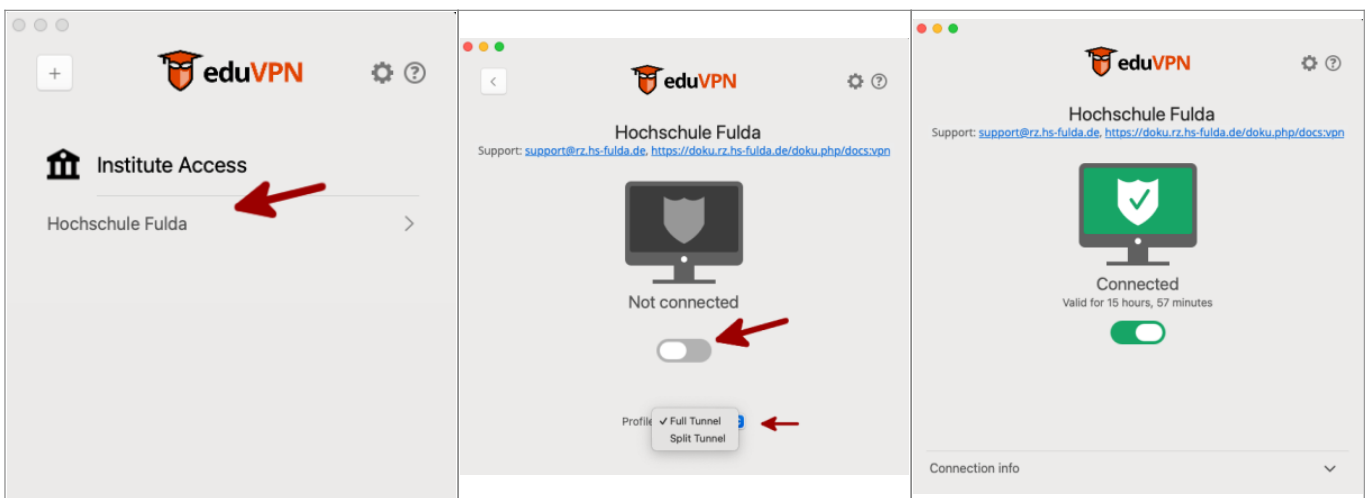 eduVPN
Institute Access
Hochschule Fulda
eduVPN
Hochschule Fulda
Support: support@rz.hs-fulda.de, https://doku.rz.hs-fulda.de/doku.php/docs:vpn
Not connected
Profile
✓ Full Tunnel
Split Tunnel
eduVPN
Hochschule Fulda
Support: support@rz.hs-fulda.de, https://doku.rz.hs-fulda.de/doku.php/docs:vpn
Connected
Valid for 15 hours, 57 minutes
Connection info